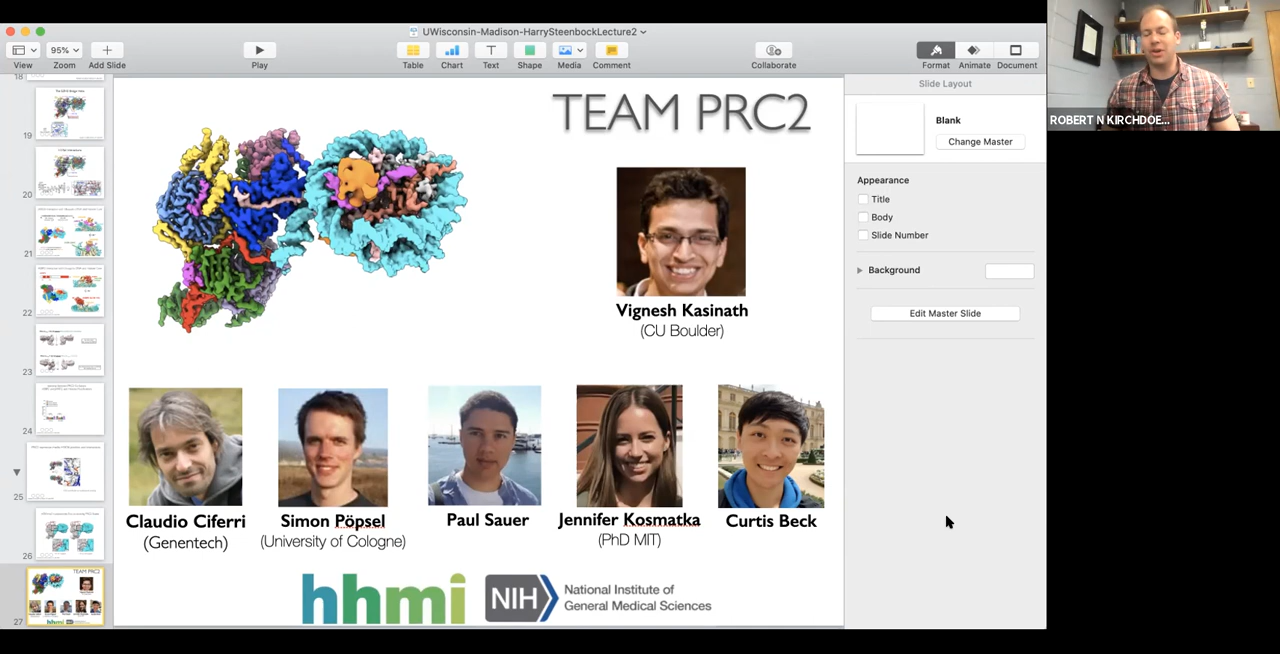 UWisconsin-Madison-HarrySteenbockLecture2
95%
View
Zoom
Add Slide
Play
Table
Chart
Text
Shape
Media
Comment
Collaborate
Format
Animate
Document
18
19
20
21
22
23
24
25
26
27
TEAM PRC2
Vignesh Kasinath
(CU Boulder)
Claudio Ciferri
(Genentech)
Simon Pöpsel
(University of Cologne)
Paul Sauer
Jennifer Kosmatka
(PhD MIT)
Curtis Beck
hhmi
NIH
National Institute of
General Medical Sciences
Slide Layout
Blank
Change Master
Appearance
Title
Body
Slide Number
Background
Edit Master Slide
ROBERT N KIRCHDOE...